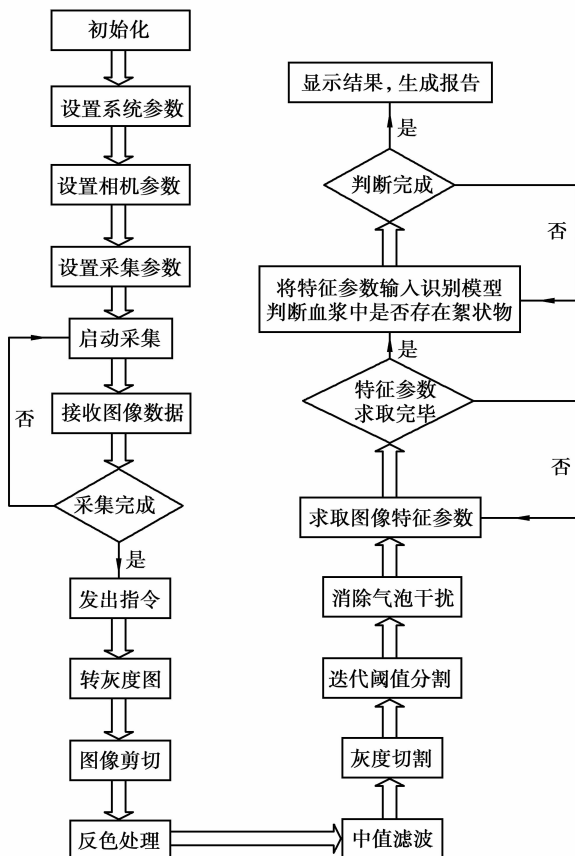 初始化
设置系统参数
设置相机参数
设置采集参数
启动采集
接收图像数据
否
采集完成
是
发出指令
转灰度图
图像剪切
反色处理
中值滤波
灰度切割
迭代阈值分割
消除气泡干扰
求取图像特征参数
否
特征参数
求取完毕
是
将特征参数输入识别模型
判断血浆中是否存在絮状物
否
判断完成
是
显示结果，生成报告